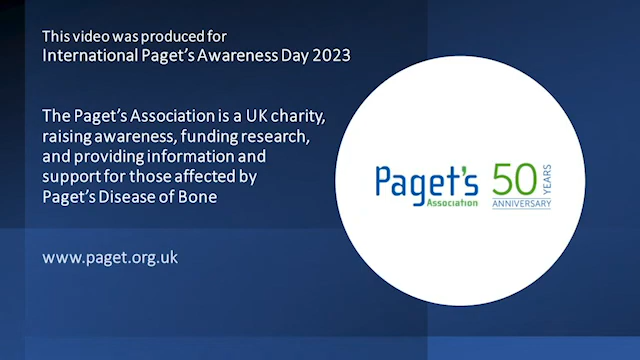 This video was produced for
International Paget's Awareness Day 2023
The Paget's Association is a UK charity,
raising awareness, funding research,
and providing information and
support for those affected by
Paget's Disease of Bone
www.paget.org.uk
Paget's
Association
50
YEARS
ANNIVERSARY